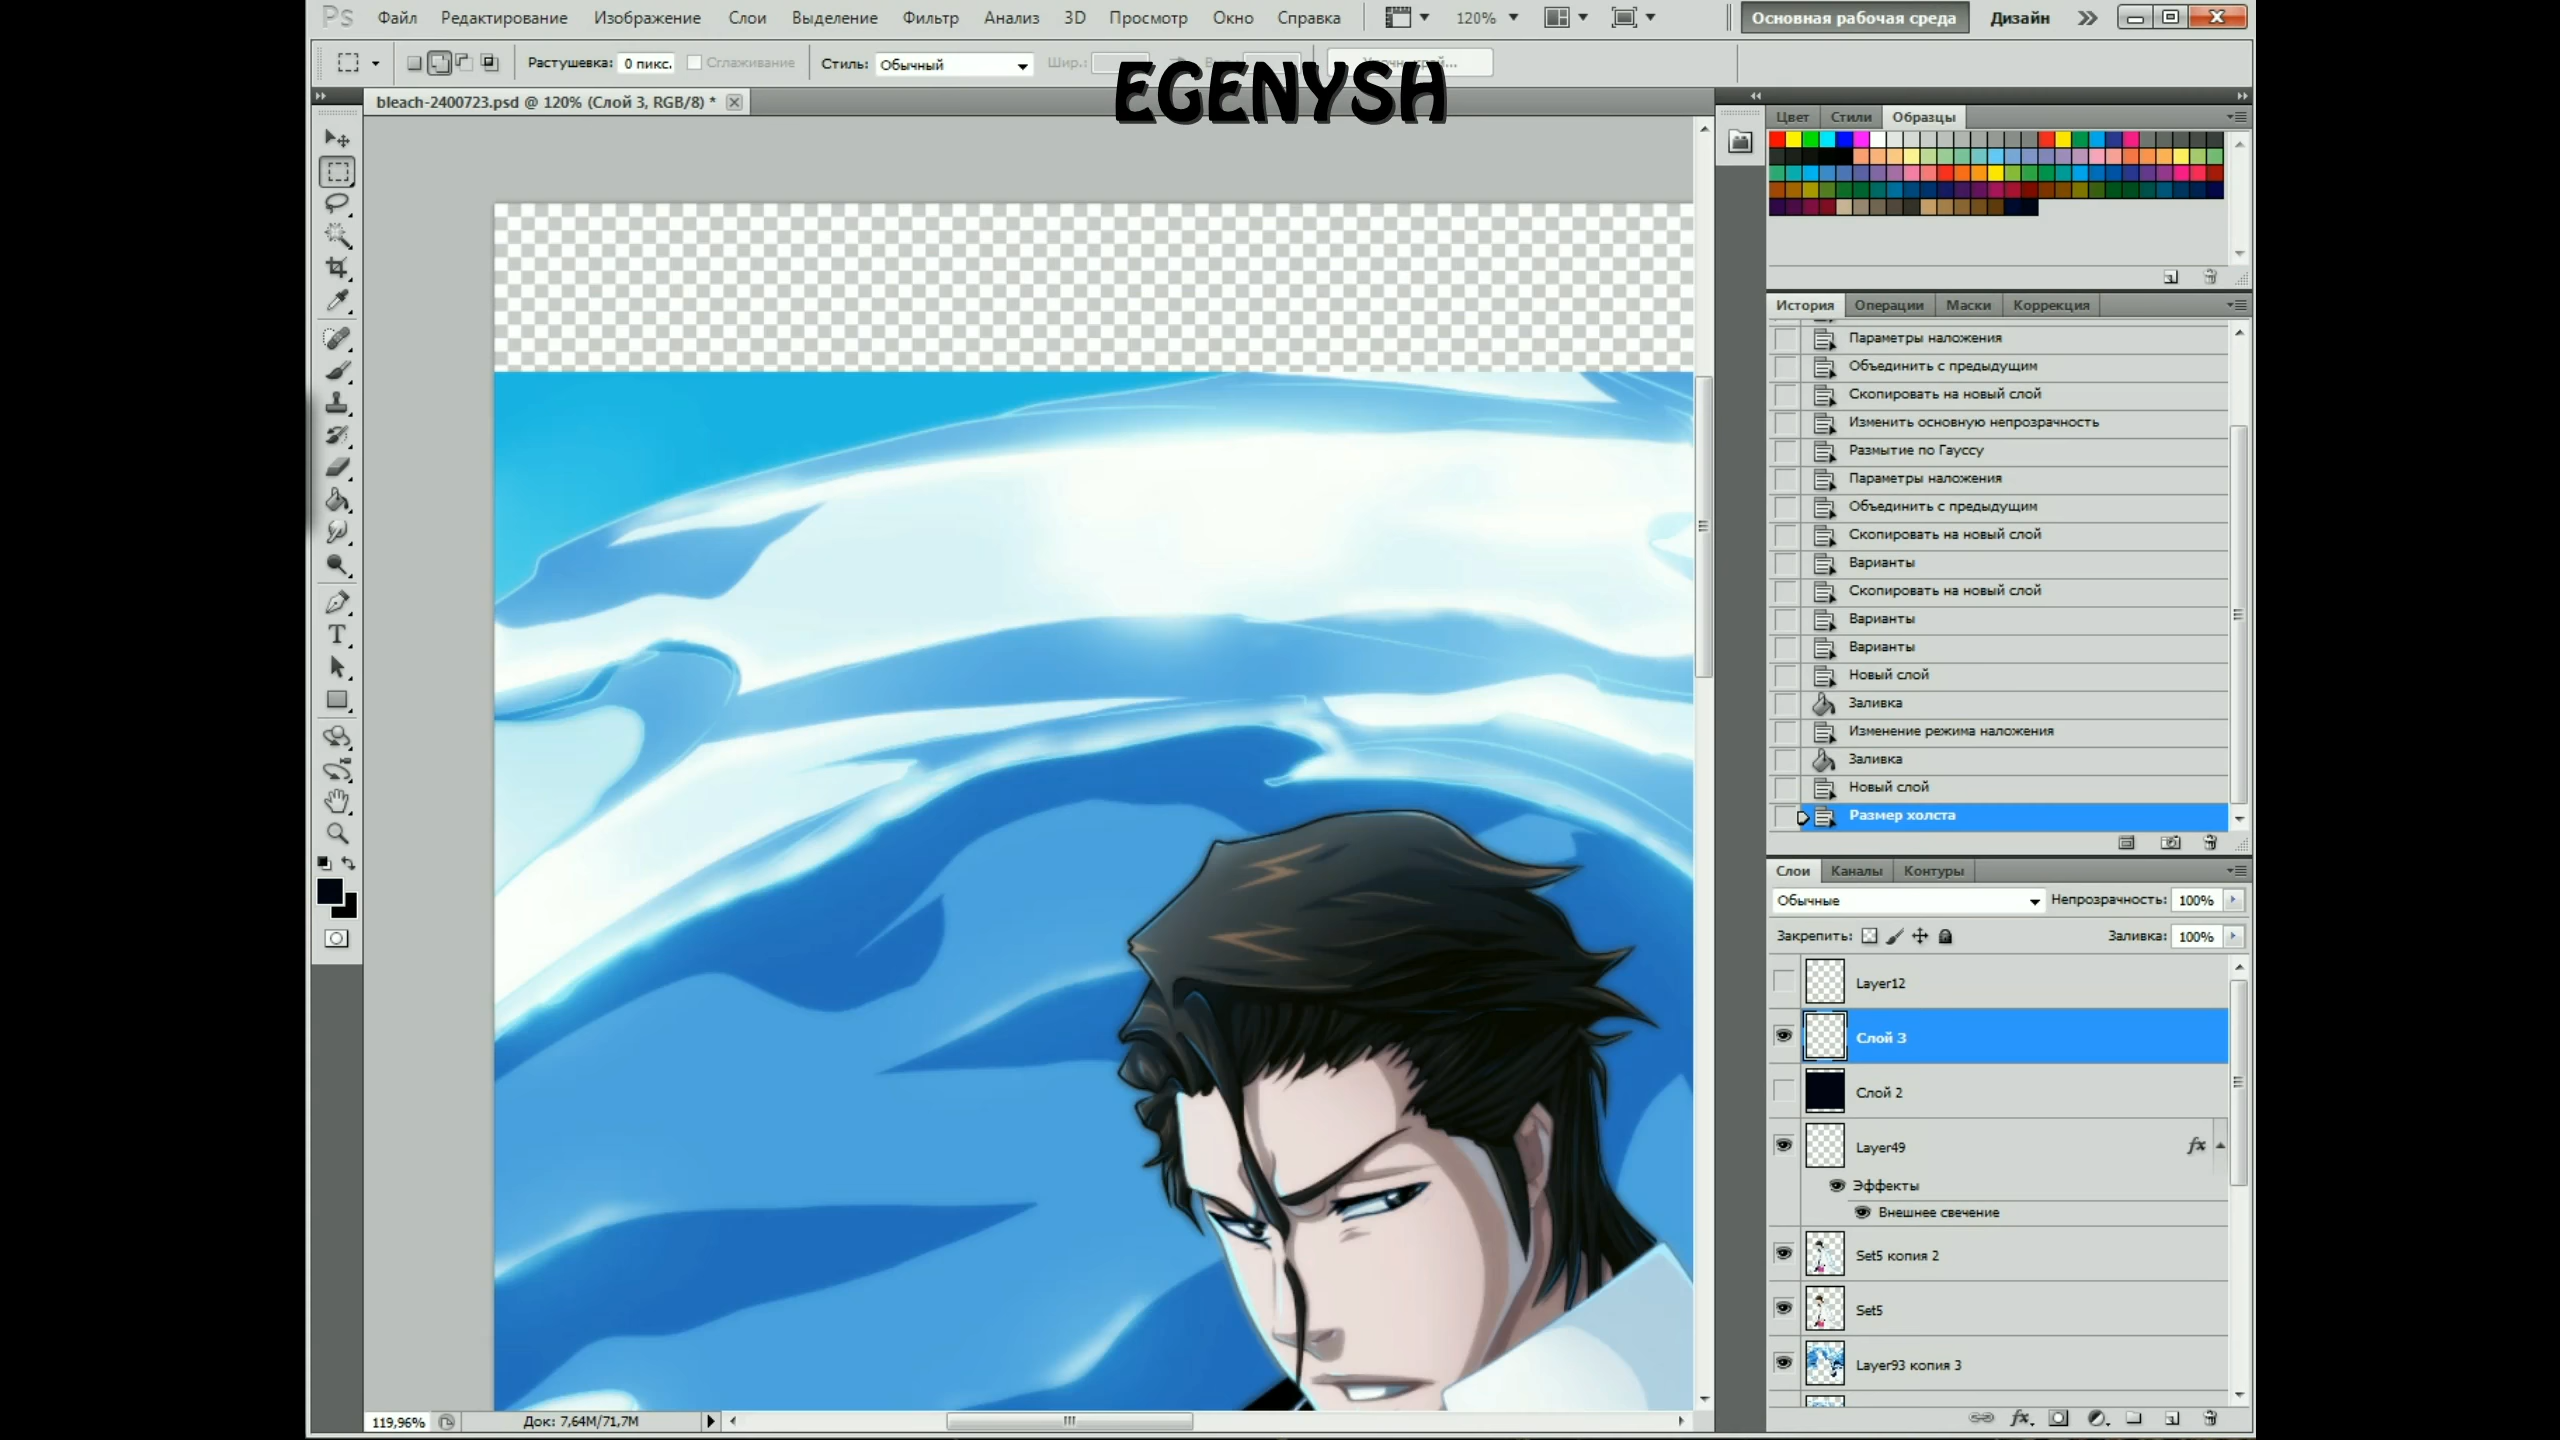 Ps Файл Редактирование Изображение Слои Выделение Фильтр Анализ 3D Просмотр Окно Справка 120% Основная рабочая среда Дизайн
Растушевка: 0 пикс. Сглаживание Стиль: Обычный Шир.:
EGENYSH
bleach-2400723.psd @ 120% (Слой 3, RGB/8) *
Цвет Стили Образцы
История Операции Маски Коррекция
Параметры наложения
Объединить с предыдущим
Скопировать на новый слой
Изменить основную непрозрачность
Размытие по Гауссу
Параметры наложения
Объединить с предыдущим
Скопировать на новый слой
Варианты
Скопировать на новый слой
Варианты
Варианты
Новый слой
Заливка
Изменение режима наложения
Заливка
Новый слой
Размер холста
Слои Каналы Контуры
Обычные Непрозрачность: 100%
Закрепить: Заливка: 100%
Layer12
Слой 3
Слой 2
Layer49 fx
Эффекты
Внешнее свечение
Set5 копия 2
Set5
Layer93 копия 3
119,96% Док: 7,64M/71,7M